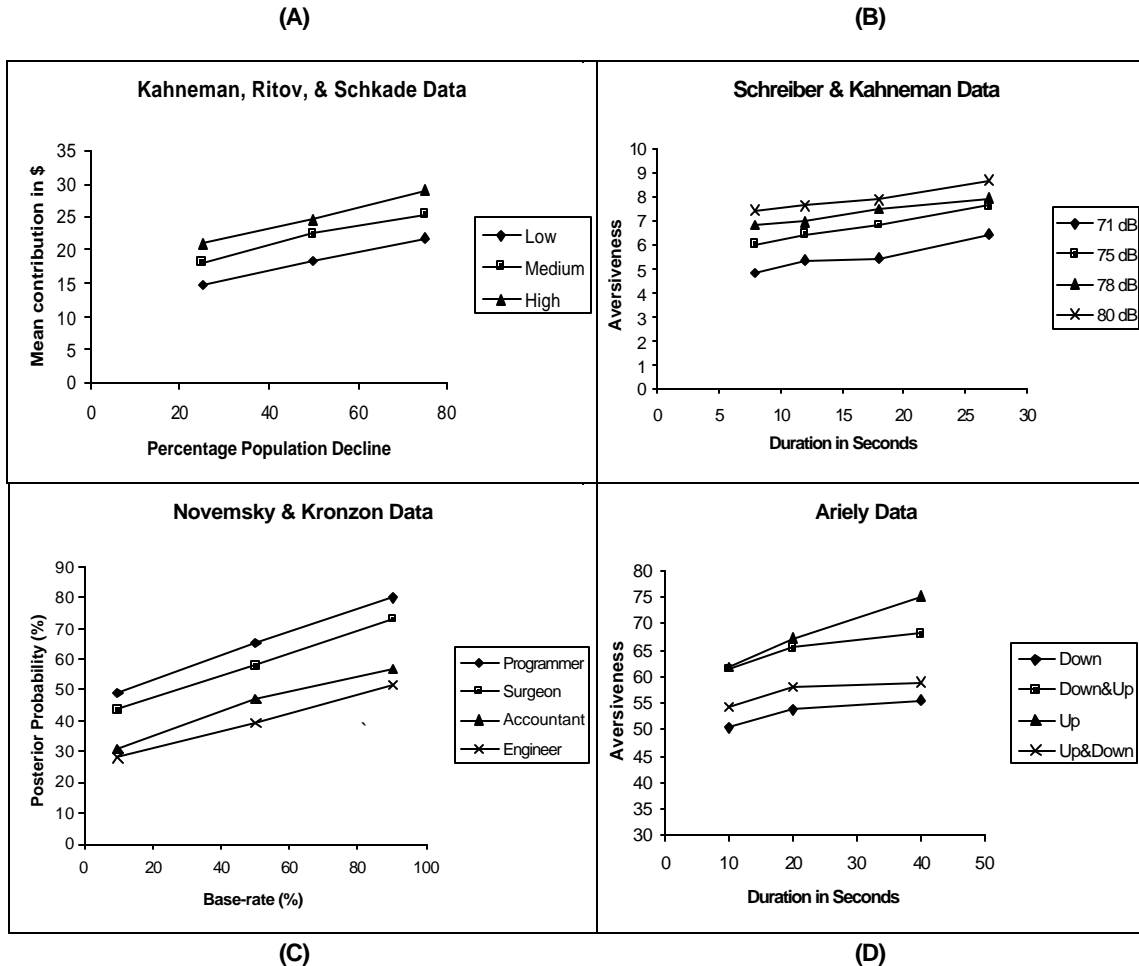 (A)
(B)
Kahneman, Ritov, & Schkade Data
Mean contribution in $
35
30
25
20
15
10
5
0
0 20 40 60 80
Percentage Population Decline
Low
Medium
High
Schreiber & Kahneman Data
Aversiveness
10
9
8
7
6
5
4
3
2
1
0
0 5 10 15 20 25 30
Duration in Seconds
71 dB
75 dB
78 dB
80 dB
Novemsky & Kronzon Data
Posterior Probability (%)
90
80
70
60
50
40
30
20
10
0
0 20 40 60 80 100
Base-rate (%)
Programmer
Surgeon
Accountant
Engineer
Ariely Data
Aversiveness
80
75
70
65
60
55
50
45
40
35
30
0 10 20 30 40 50
Duration in Seconds
Down
Down&Up
Up
Up&Down
(C)
(D)